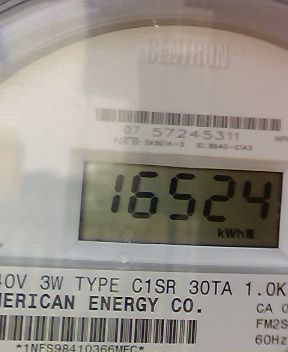 CENTRON
07 57245311
16524
kWh
40V 3W TYPE C1SR 30TA 1.0K
MERICAN ENERGY CO.
CA 0
FM2S
60Hz
*1NFS98410366MFC*